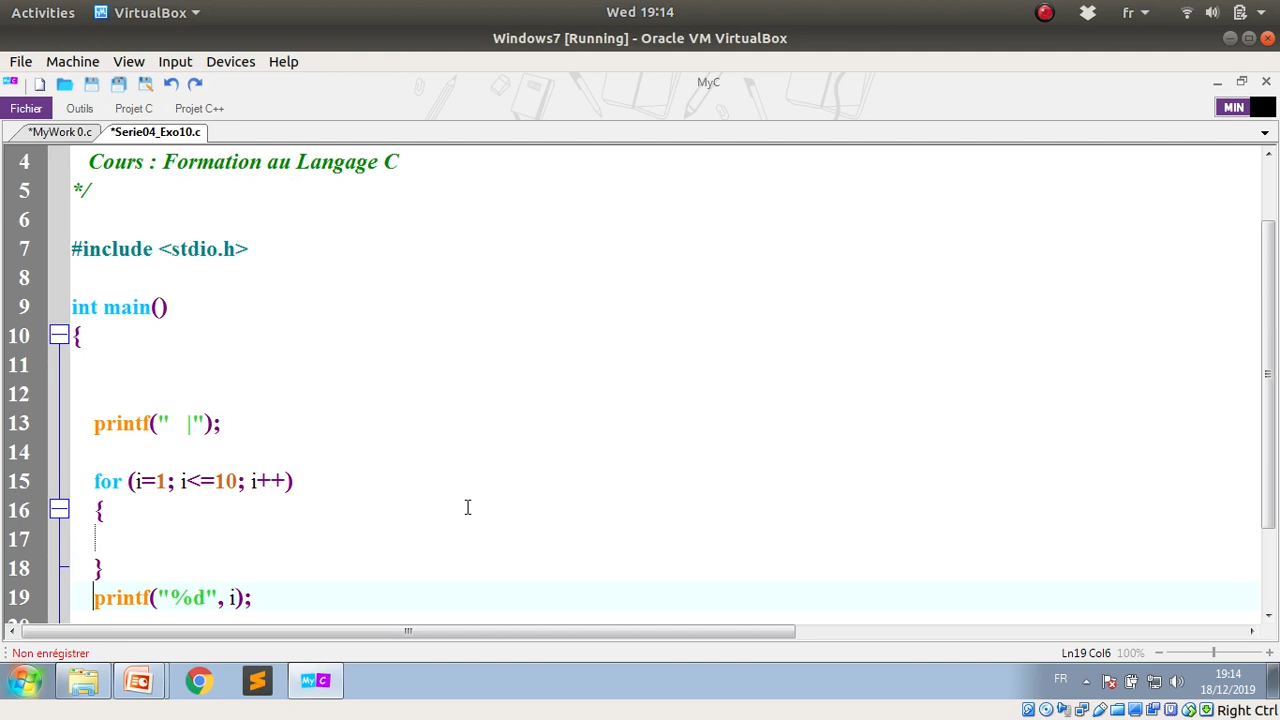 Activities VirtualBox Wed 19:14 fr
Windows7 [Running] - Oracle VM VirtualBox
File Machine View Input Devices Help
MyC
Fichier Outils Projet C Projet C++ MIN
*MyWork 0.c *Serie04_Exo10.c
4 Cours : Formation au Langage C
5 */
6
7 #include <stdio.h>
8
9 int main()
10 {
11
12
13 printf("   |");
14
15 for (i=1; i<=10; i++)
16 {
17
18 }
19 printf("%d", i);
Non enregistrer Ln19 Col6 100%
FR 19:14
18/12/2019
Right Ctrl